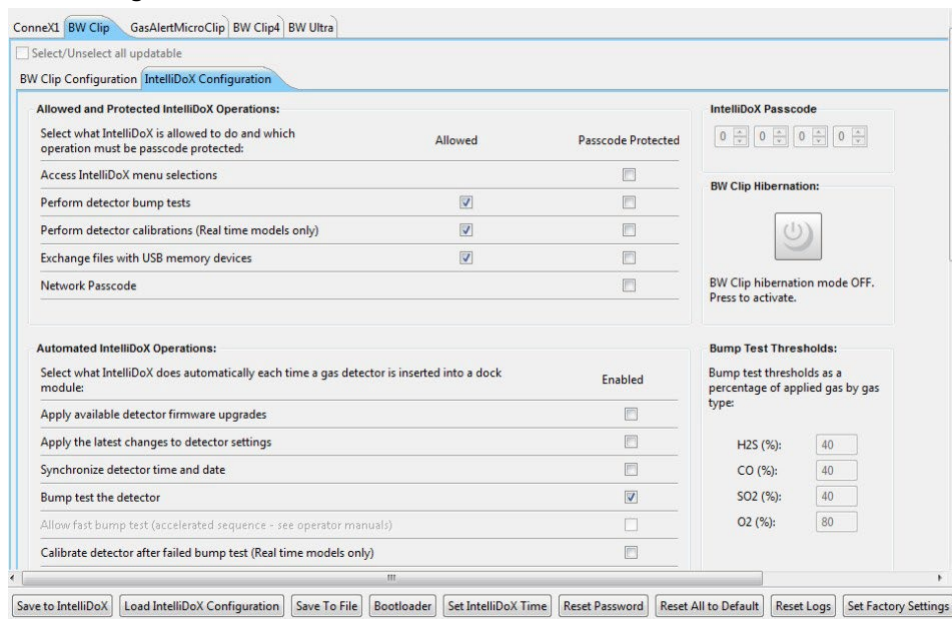 ConneX1 BW Clip GasAlertMicroClip BW Clip4 BW Ultra
Select/Unselect all updatable
BW Clip Configuration IntelliDoX Configuration
Allowed and Protected IntelliDoX Operations:
Select what IntelliDoX is allowed to do and which
operation must be passcode protected:
Allowed Passcode Protected
Access IntelliDoX menu selections
Perform detector bump tests
Perform detector calibrations (Real time models only)
Exchange files with USB memory devices
Network Passcode
IntelliDoX Passcode
0 0 0 0
BW Clip Hibernation:
BW Clip hibernation mode OFF.
Press to activate.
Automated IntelliDoX Operations:
Select what IntelliDoX does automatically each time a gas detector is inserted into a dock
module:
Enabled
Apply available detector firmware upgrades
Apply the latest changes to detector settings
Synchronize detector time and date
Bump test the detector
Allow fast bump test (accelerated sequence - see operator manuals)
Calibrate detector after failed bump test (Real time models only)
Bump Test Thresholds:
Bump test thresholds as a
percentage of applied gas by gas
type:
H2S (%): 40
CO (%): 40
SO2 (%): 40
O2 (%): 80
Save to IntelliDoX Load IntelliDoX Configuration Save To File Bootloader Set IntelliDoX Time Reset Password Reset All to Default Reset Logs Set Factory Settings